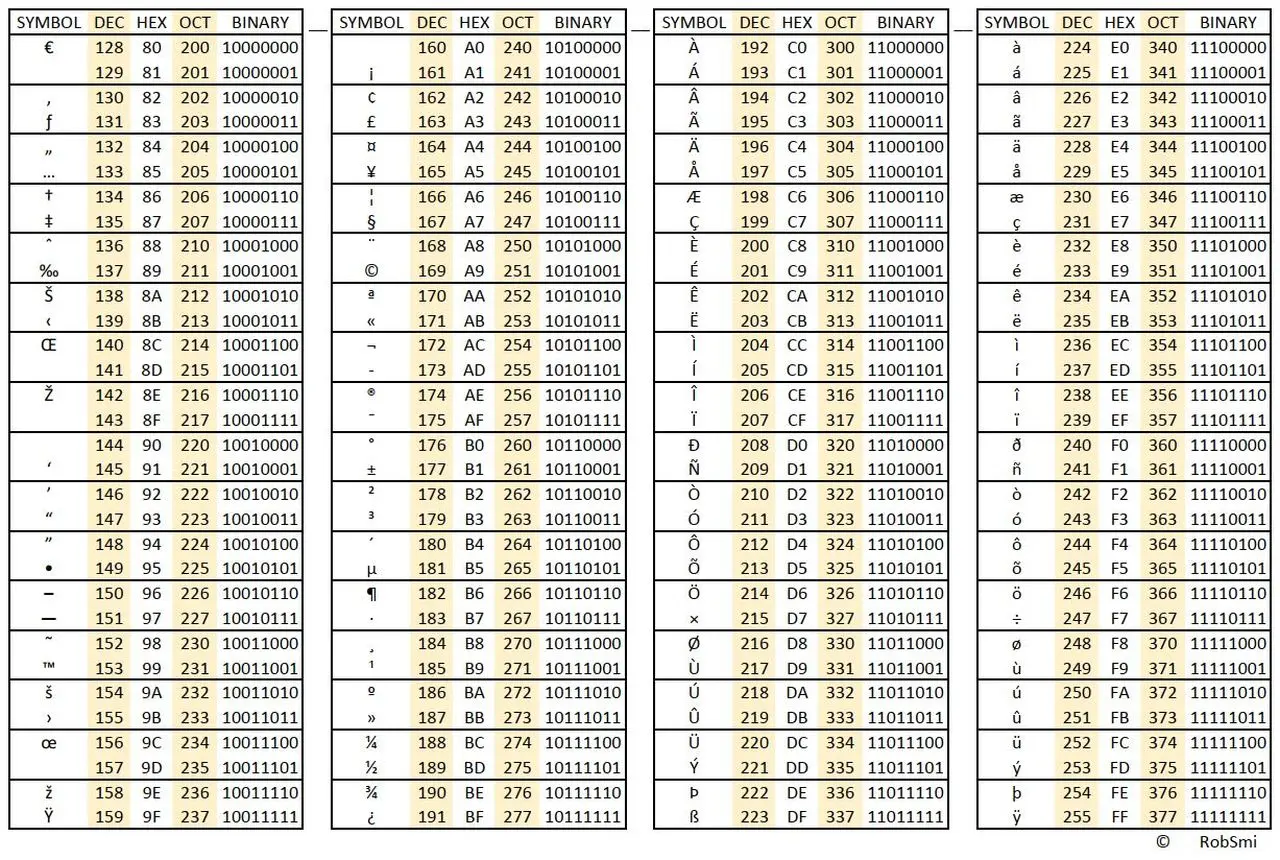 SYMBOL DEC HEX OCT BINARY — SYMBOL DEC HEX OCT BINARY — SYMBOL DEC HEX OCT BINARY — SYMBOL DEC HEX OCT BINARY
€ 128 80 200 10000000 160 A0 240 10100000 À 192 C0 300 11000000 à 224 E0 340 11100000
129 81 201 10000001 ¡ 161 A1 241 10100001 Á 193 C1 301 11000001 á 225 E1 341 11100001
‚ 130 82 202 10000010 ¢ 162 A2 242 10100010 Â 194 C2 302 11000010 â 226 E2 342 11100010
ƒ 131 83 203 10000011 £ 163 A3 243 10100011 Ã 195 C3 303 11000011 ã 227 E3 343 11100011
„ 132 84 204 10000100 ¤ 164 A4 244 10100100 Ä 196 C4 304 11000100 ä 228 E4 344 11100100
… 133 85 205 10000101 ¥ 165 A5 245 10100101 Å 197 C5 305 11000101 å 229 E5 345 11100101
† 134 86 206 10000110 ¦ 166 A6 246 10100110 Æ 198 C6 306 11000110 æ 230 E6 346 11100110
‡ 135 87 207 10000111 § 167 A7 247 10100111 Ç 199 C7 307 11000111 ç 231 E7 347 11100111
ˆ 136 88 210 10001000 ¨ 168 A8 250 10101000 È 200 C8 310 11001000 è 232 E8 350 11101000
‰ 137 89 211 10001001 © 169 A9 251 10101001 É 201 C9 311 11001001 é 233 E9 351 11101001
Š 138 8A 212 10001010 ª 170 AA 252 10101010 Ê 202 CA 312 11001010 ê 234 EA 352 11101010
‹ 139 8B 213 10001011 « 171 AB 253 10101011 Ë 203 CB 313 11001011 ë 235 EB 353 11101011
Œ 140 8C 214 10001100 ¬ 172 AC 254 10101100 Ì 204 CC 314 11001100 ì 236 EC 354 11101100
141 8D 215 10001101 - 173 AD 255 10101101 Í 205 CD 315 11001101 í 237 ED 355 11101101
Ž 142 8E 216 10001110 ® 174 AE 256 10101110 Î 206 CE 316 11001110 î 238 EE 356 11101110
143 8F 217 10001111 ¯ 175 AF 257 10101111 Ï 207 CF 317 11001111 ï 239 EF 357 11101111
144 90 220 10010000 ° 176 B0 260 10110000 Ð 208 D0 320 11010000 ð 240 F0 360 11110000
‘ 145 91 221 10010001 ± 177 B1 261 10110001 Ñ 209 D1 321 11010001 ñ 241 F1 361 11110001
’ 146 92 222 10010010 ² 178 B2 262 10110010 Ò 210 D2 322 11010010 ò 242 F2 362 11110010
“ 147 93 223 10010011 ³ 179 B3 263 10110011 Ó 211 D3 323 11010011 ó 243 F3 363 11110011
” 148 94 224 10010100 ´ 180 B4 264 10110100 Ô 212 D4 324 11010100 ô 244 F4 364 11110100
• 149 95 225 10010101 µ 181 B5 265 10110101 Õ 213 D5 325 11010101 õ 245 F5 365 11110101
– 150 96 226 10010110 ¶ 182 B6 266 10110110 Ö 214 D6 326 11010110 ö 246 F6 366 11110110
— 151 97 227 10010111 · 183 B7 267 10110111 × 215 D7 327 11010111 ÷ 247 F7 367 11110111
˜ 152 98 230 10011000 ¸ 184 B8 270 10111000 Ø 216 D8 330 11011000 ø 248 F8 370 11111000
™ 153 99 231 10011001 ¹ 185 B9 271 10111001 Ù 217 D9 331 11011001 ù 249 F9 371 11111001
š 154 9A 232 10011010 º 186 BA 272 10111010 Ú 218 DA 332 11011010 ú 250 FA 372 11111010
› 155 9B 233 10011011 » 187 BB 273 10111011 Û 219 DB 333 11011011 û 251 FB 373 11111011
œ 156 9C 234 10011100 ¼ 188 BC 274 10111100 Ü 220 DC 334 11011100 ü 252 FC 374 11111100
157 9D 235 10011101 ½ 189 BD 275 10111101 Ý 221 DD 335 11011101 ý 253 FD 375 11111101
ž 158 9E 236 10011110 ¾ 190 BE 276 10111110 Þ 222 DE 336 11011110 þ 254 FE 376 11111110
Ÿ 159 9F 237 10011111 ¿ 191 BF 277 10111111 ß 223 DF 337 11011111 ÿ 255 FF 377 11111111
© RobSmi